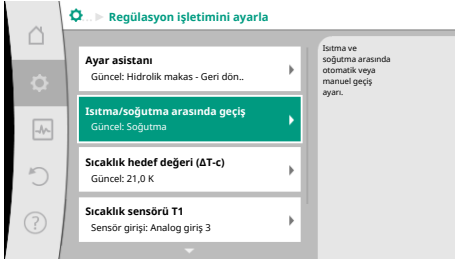 .. ▶ Regülasyon işletimini ayarla
Ayar asistanı
Güncel: Hidrolik makas - Geri dön..
Isıtma/soğutma arasında geçiş
Güncel: Soğutma
Sıcaklık hedef değeri (ΔT-c)
Güncel: 21,0 K
Sıcaklık sensörü T1
Sensör girişi: Analog giriş 3
Isıtma ve
soğutma arasında
otomatik veya
manuel geçiş
ayarı.
?